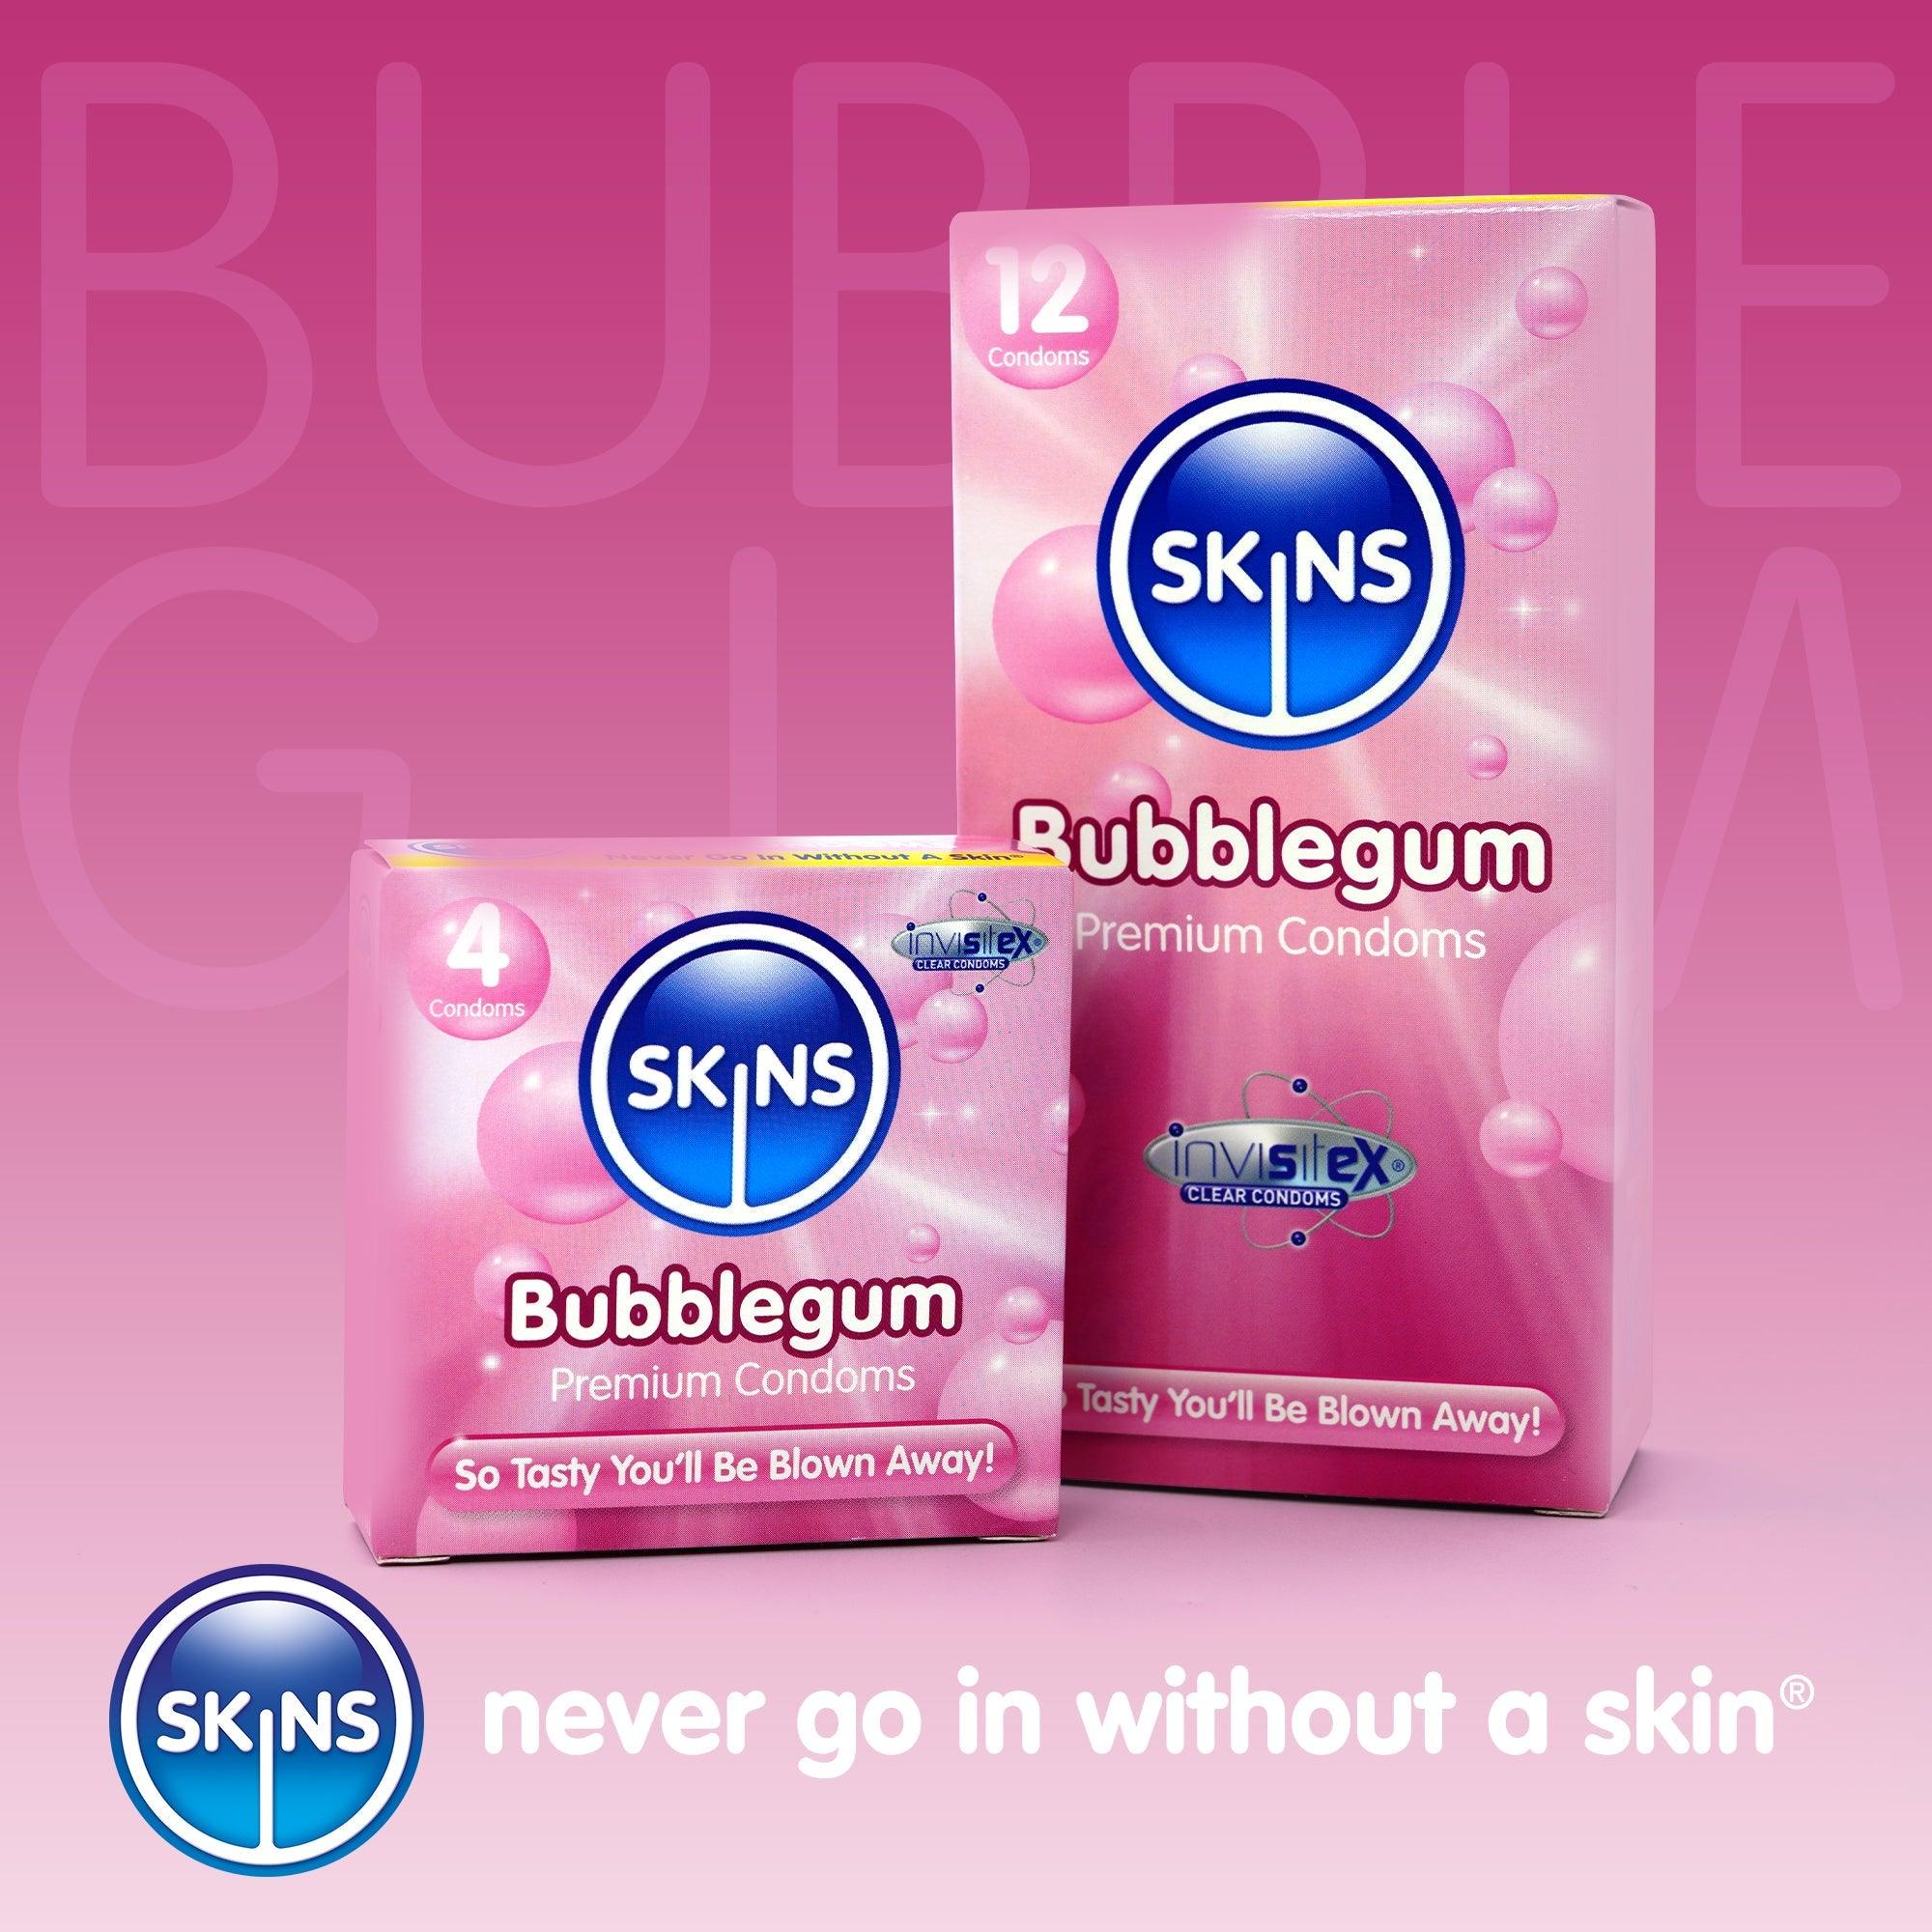 BUBBLE
GUM
12
Condoms
SKINS
Bubblegum
Premium Condoms
invisitex®
CLEAR CONDOMS
Tasty You'll Be Blown Away!
SKINS
Never Go In Without A Skin®
4
Condoms
invisitex®
CLEAR CONDOMS
SKINS
Bubblegum
Premium Condoms
So Tasty You'll Be Blown Away!
SKINS
never go in without a skin®